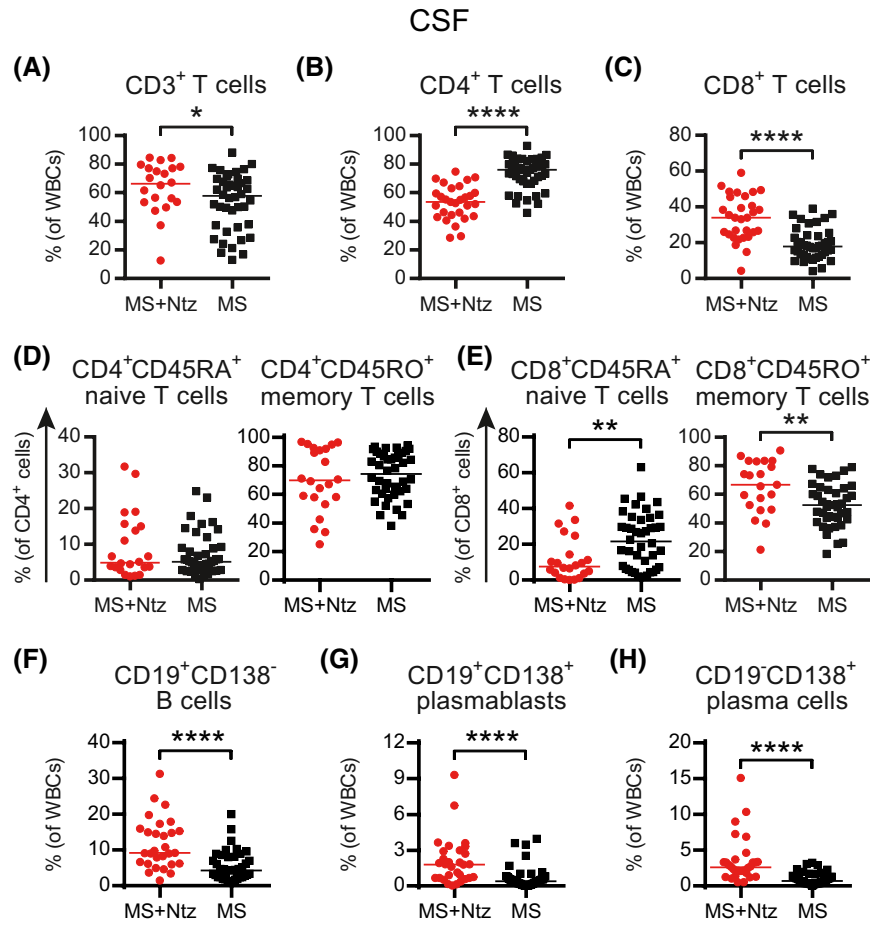 CSF
(A)
CD3⁺ T cells
*
% (of WBCs)
100
80
60
40
20
0
MS+Ntz MS
(B)
CD4⁺ T cells
****
% (of WBCs)
100
80
60
40
20
0
MS+Ntz MS
(C)
CD8⁺ T cells
****
% (of WBCs)
80
60
40
20
0
MS+Ntz MS
(D)
CD4⁺CD45RA⁺
naive T cells
% (of CD4⁺ cells)
40
30
20
10
0
MS+Ntz MS
CD4⁺CD45RO⁺
memory T cells
100
80
60
40
20
0
MS+Ntz MS
(E)
CD8⁺CD45RA⁺
naive T cells
**
% (of CD8⁺ cells)
80
60
40
20
0
MS+Ntz MS
CD8⁺CD45RO⁺
memory T cells
**
100
80
60
40
20
0
MS+Ntz MS
(F)
CD19⁺CD138⁻
B cells
****
% (of WBCs)
40
30
20
10
0
MS+Ntz MS
(G)
CD19⁺CD138⁺
plasmablasts
****
% (of WBCs)
12
9
6
3
0
MS+Ntz MS
(H)
CD19⁻CD138⁺
plasma cells
****
% (of WBCs)
20
15
10
5
0
MS+Ntz MS